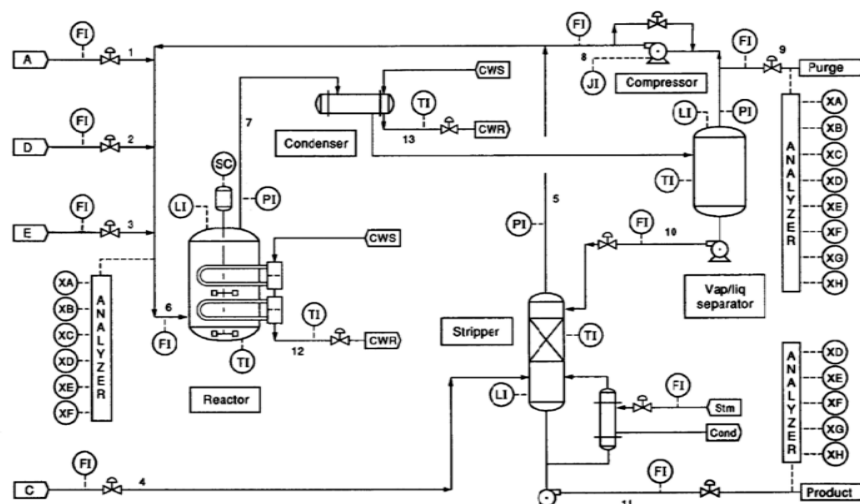 FI
FI
FI
9
A
1
8
Purge
JI
Compressor
CWS
LI
PI
XA
7
TI
XB
FI
13
CWR
XC
D
2
Condenser
ANALYZER
XD
SC
TI
XE
LI
PI
5
FI
XF
FI
PI
10
XG
E
3
CWS
XH
XA
ANALYZER
Vap/liq
separator
XB
6
TI
XC
FI
12
CWR
Stripper
TI
XD
TI
ANALYZER
XD
XE
Reactor
LI
FI
XE
XF
Stm
XF
Cond
XG
FI
XH
C
4
FI
11
Product